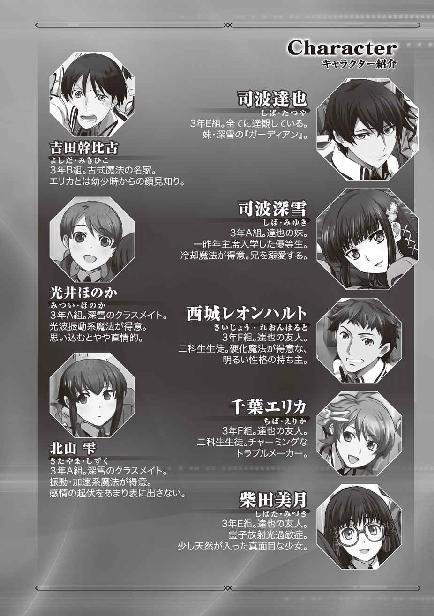 Character
キャラクター紹介
司波達也
しば・たつや
3年E組。全てに達観している。
妹・深雪の『ガーディアン』。
司波深雪
しば・みゆき
3年A組。達也の妹。
一昨年主席入学した優等生。
冷却魔法が得意。兄を溺愛する。
西城レオンハルト
さいじょう・れおんはると
3年F組。達也の友人。
二科生生徒。硬化魔法が得意な、
明るい性格の持ち主。
千葉エリカ
ちば・えりか
3年F組。達也の友人。
二科生生徒。チャーミングな
トラブルメーカー。
柴田美月
しばた・みづき
3年E組。達也の友人。
霊子放射光過敏症。
少し天然が入った真面目な少女。
吉田幹比古
よしだ・みきひこ
3年B組。古式魔法の名家。
エリカとは幼少時からの顔見知り。
光井ほのか
みつい・ほのか
3年A組。深雪のクラスメイト。
光波振動系魔法が得意。
思い込むとやや直情的。
北山 雫
きたやま・しずく
3年A組。深雪のクラスメイト。
振動・加速系魔法が得意。
感情の起伏をあまり表に出さない。